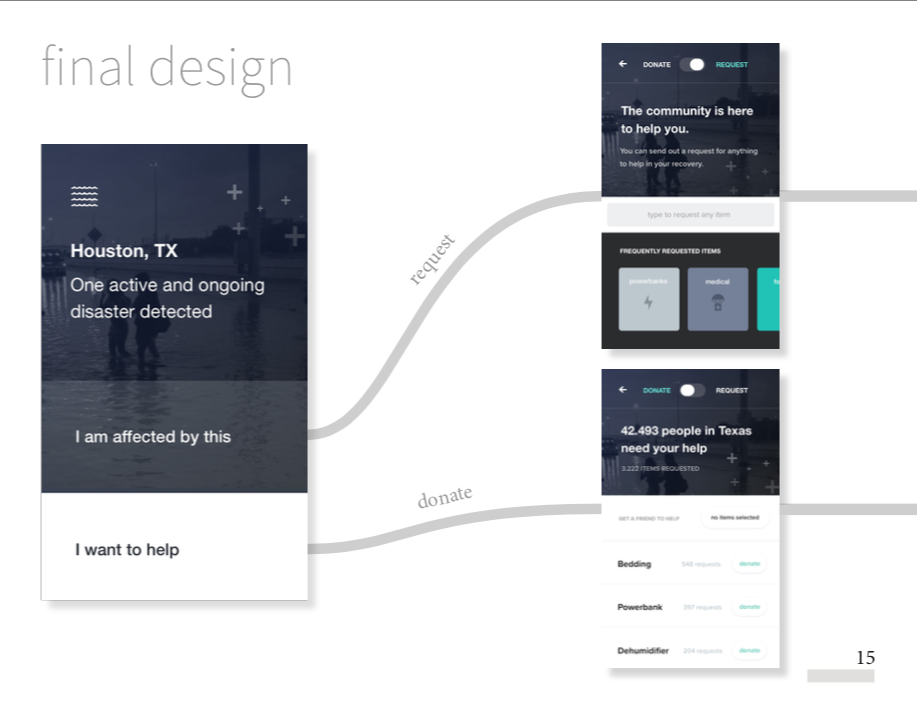 final design
Houston, TX
One active and ongoing
disaster detected
I am affected by this
I want to help
request
donate
DONATE
REQUEST
The community is here
to help you.
You can send out a request for anything
to help in your recovery.
type to request any item
FREQUENTLY REQUESTED ITEMS
powerbanks
medical
DONATE
REQUEST
42.493 people in Texas
need your help
3.222 ITEMS REQUESTED
GET A FRIEND TO HELP
no items selected
Bedding
548 requests
donate
Powerbank
397 requests
donate
Dehumidifier
204 requests
donate
15